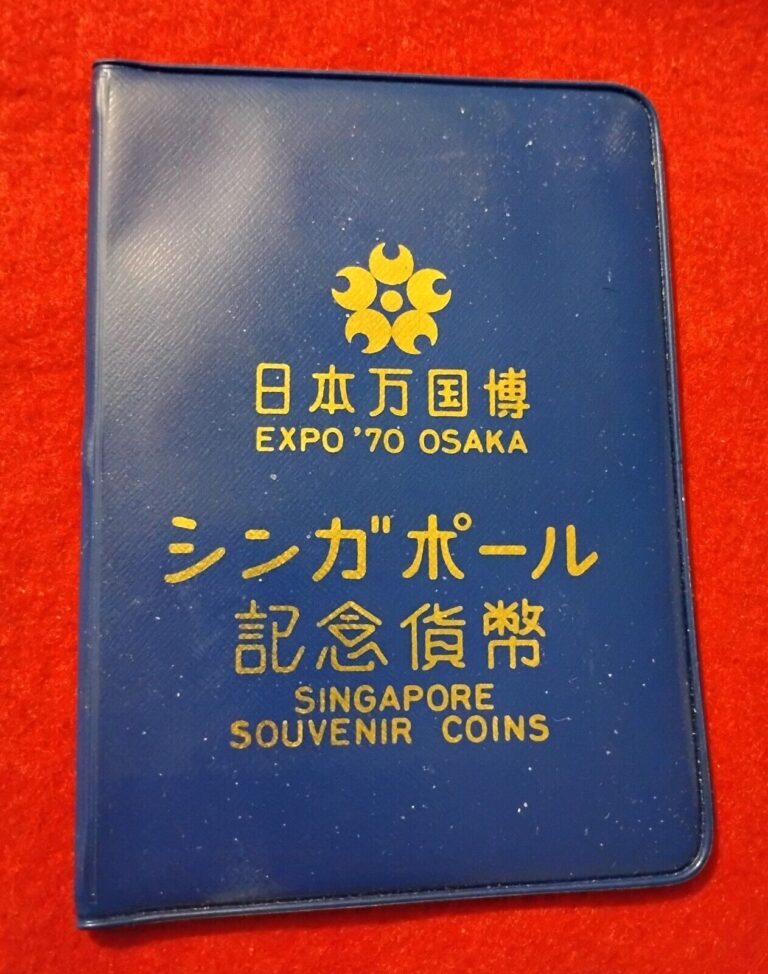 日本万国博
EXPO '70 OSAKA
シンガポール
記念貨幣
SINGAPORE
SOUVENIR COINS